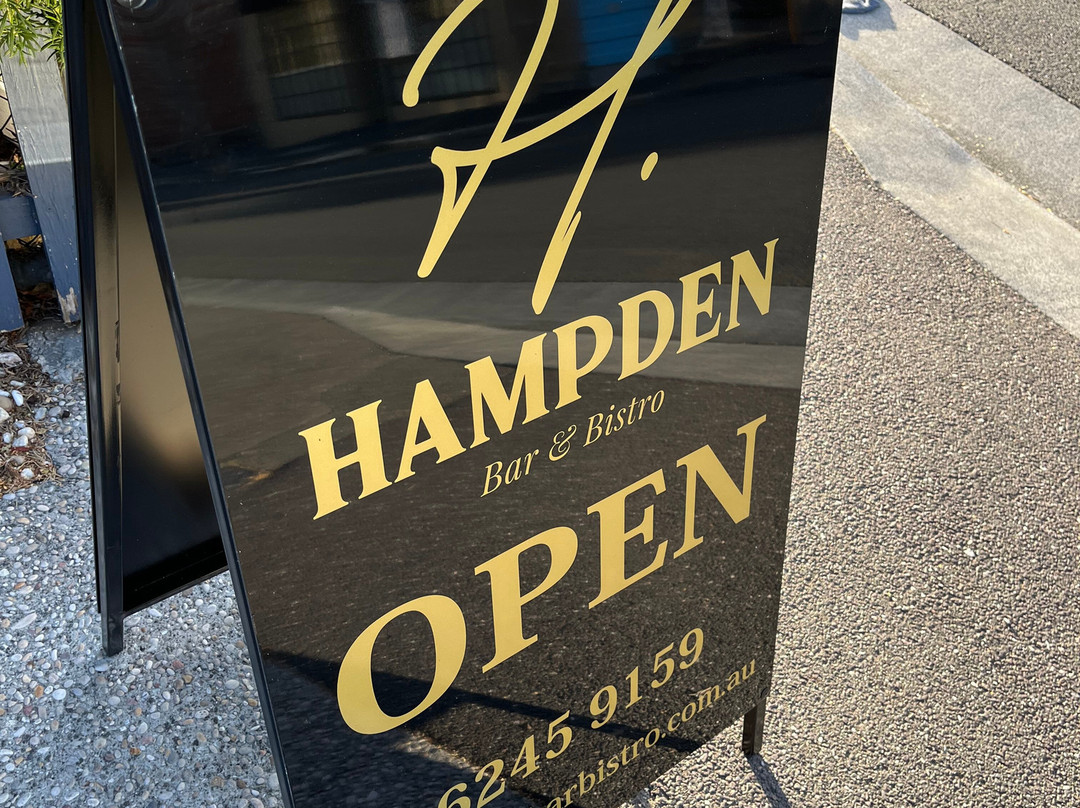 H.
HAMPDEN
Bar & Bistro
OPEN
6245 9159